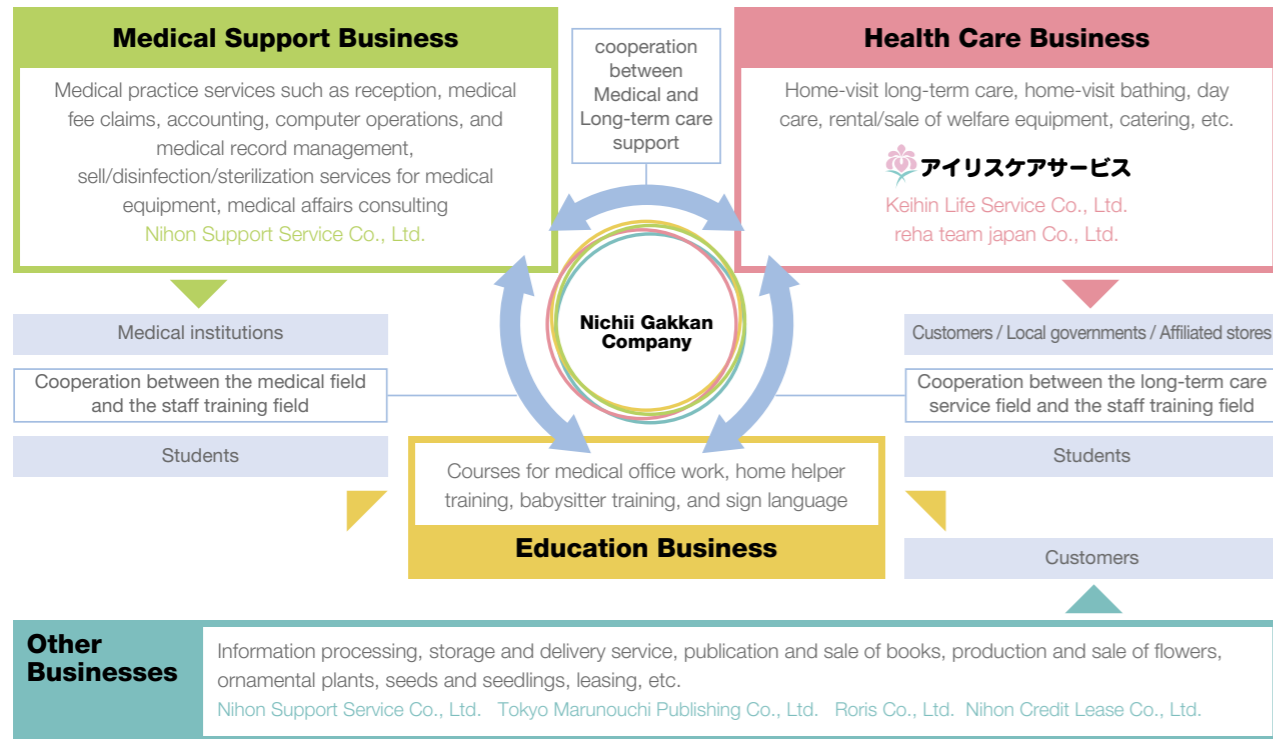 Medical Support Business
Medical practice services such as reception, medical
fee claims, accounting, computer operations, and
medical record management,
sell/disinfection/sterilization services for medical
equipment, medical affairs consulting
Nihon Support Service Co., Ltd.
cooperation
between
Medical and
Long-term care
support
Health Care Business
Home-visit long-term care, home-visit bathing, day
care, rental/sale of welfare equipment, catering, etc.
アイリスケアサービス
Keihin Life Service Co., Ltd.
reha team japan Co., Ltd.
Nichii Gakkan
Company
Medical institutions
Cooperation between the medical field
and the staff training field
Students
Customers / Local governments / Affiliated stores
Cooperation between the long-term care
service field and the staff training field
Students
Courses for medical office work, home helper
training, babysitter training, and sign language
Education Business
Customers
Other
Businesses
Information processing, storage and delivery service, publication and sale of books, production and sale of flowers,
ornamental plants, seeds and seedlings, leasing, etc.
Nihon Support Service Co., Ltd. Tokyo Marunouchi Publishing Co., Ltd. Roris Co., Ltd. Nihon Credit Lease Co., Ltd.